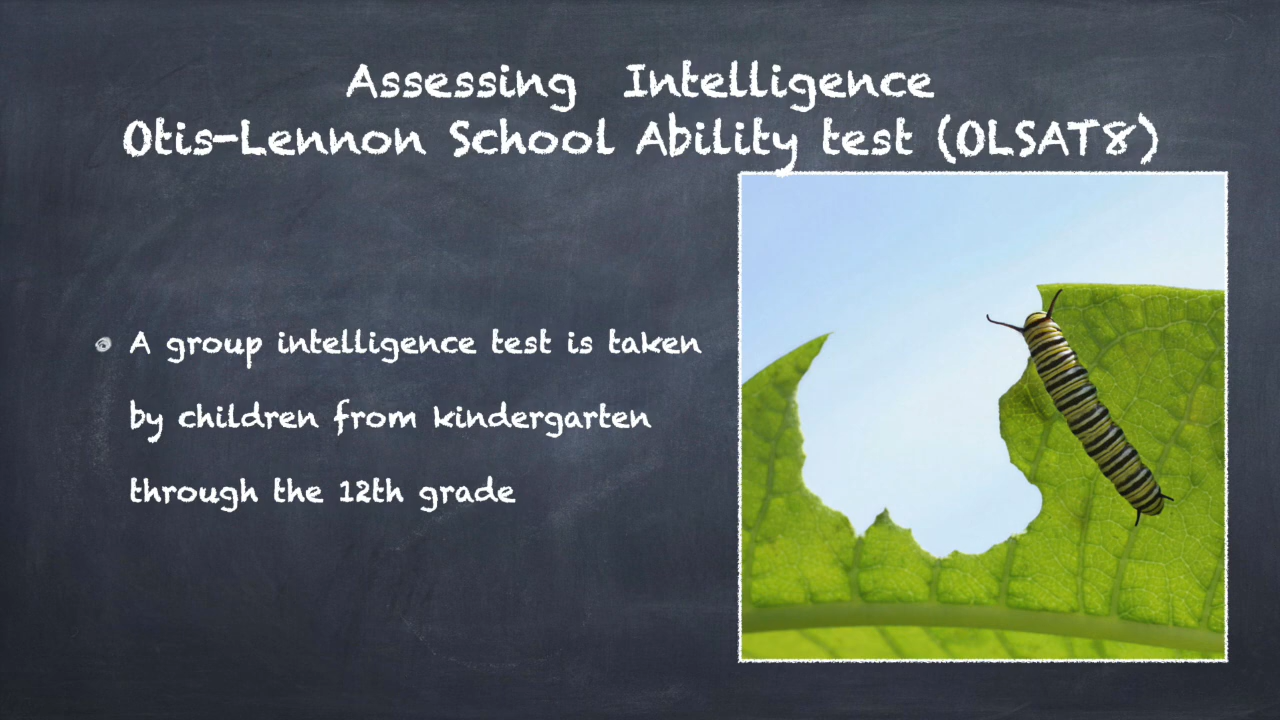 Assessing Intelligence
Otis-Lennon School Ability test (OLSAT8)
A group intelligence test is taken
by children from kindergarten
through the 12th grade